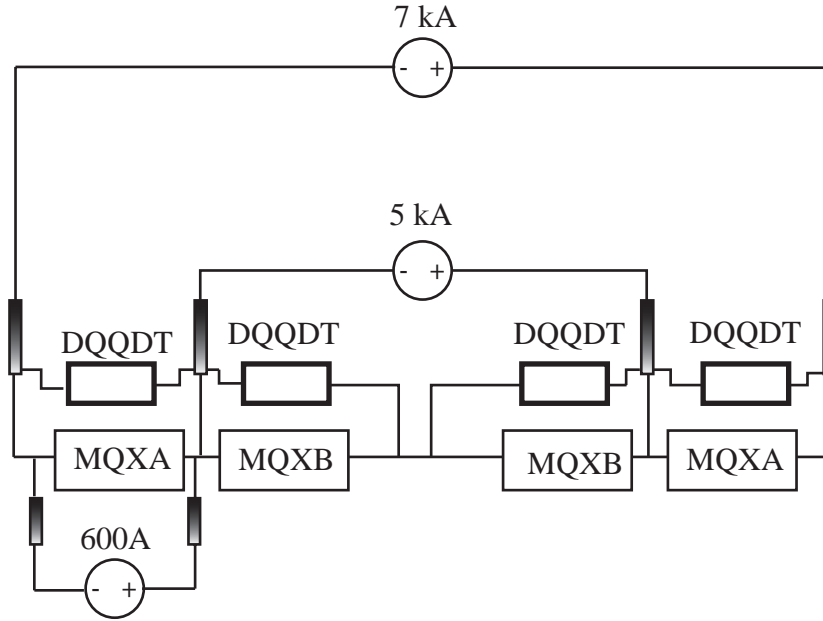 7 kA
- +
5 kA
- +
DQQDT DQQDT DQQDT DQQDT
MQXA MQXB MQXB MQXA
600A
- +